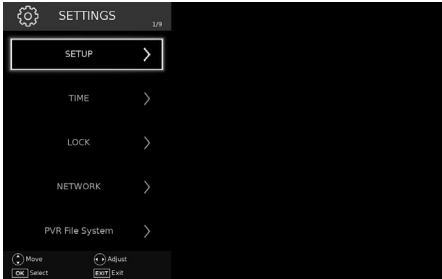 SETTINGS
1/9
SETUP
TIME
LOCK
NETWORK
PVR File System
Move Adjust
OK Select EXIT Exit